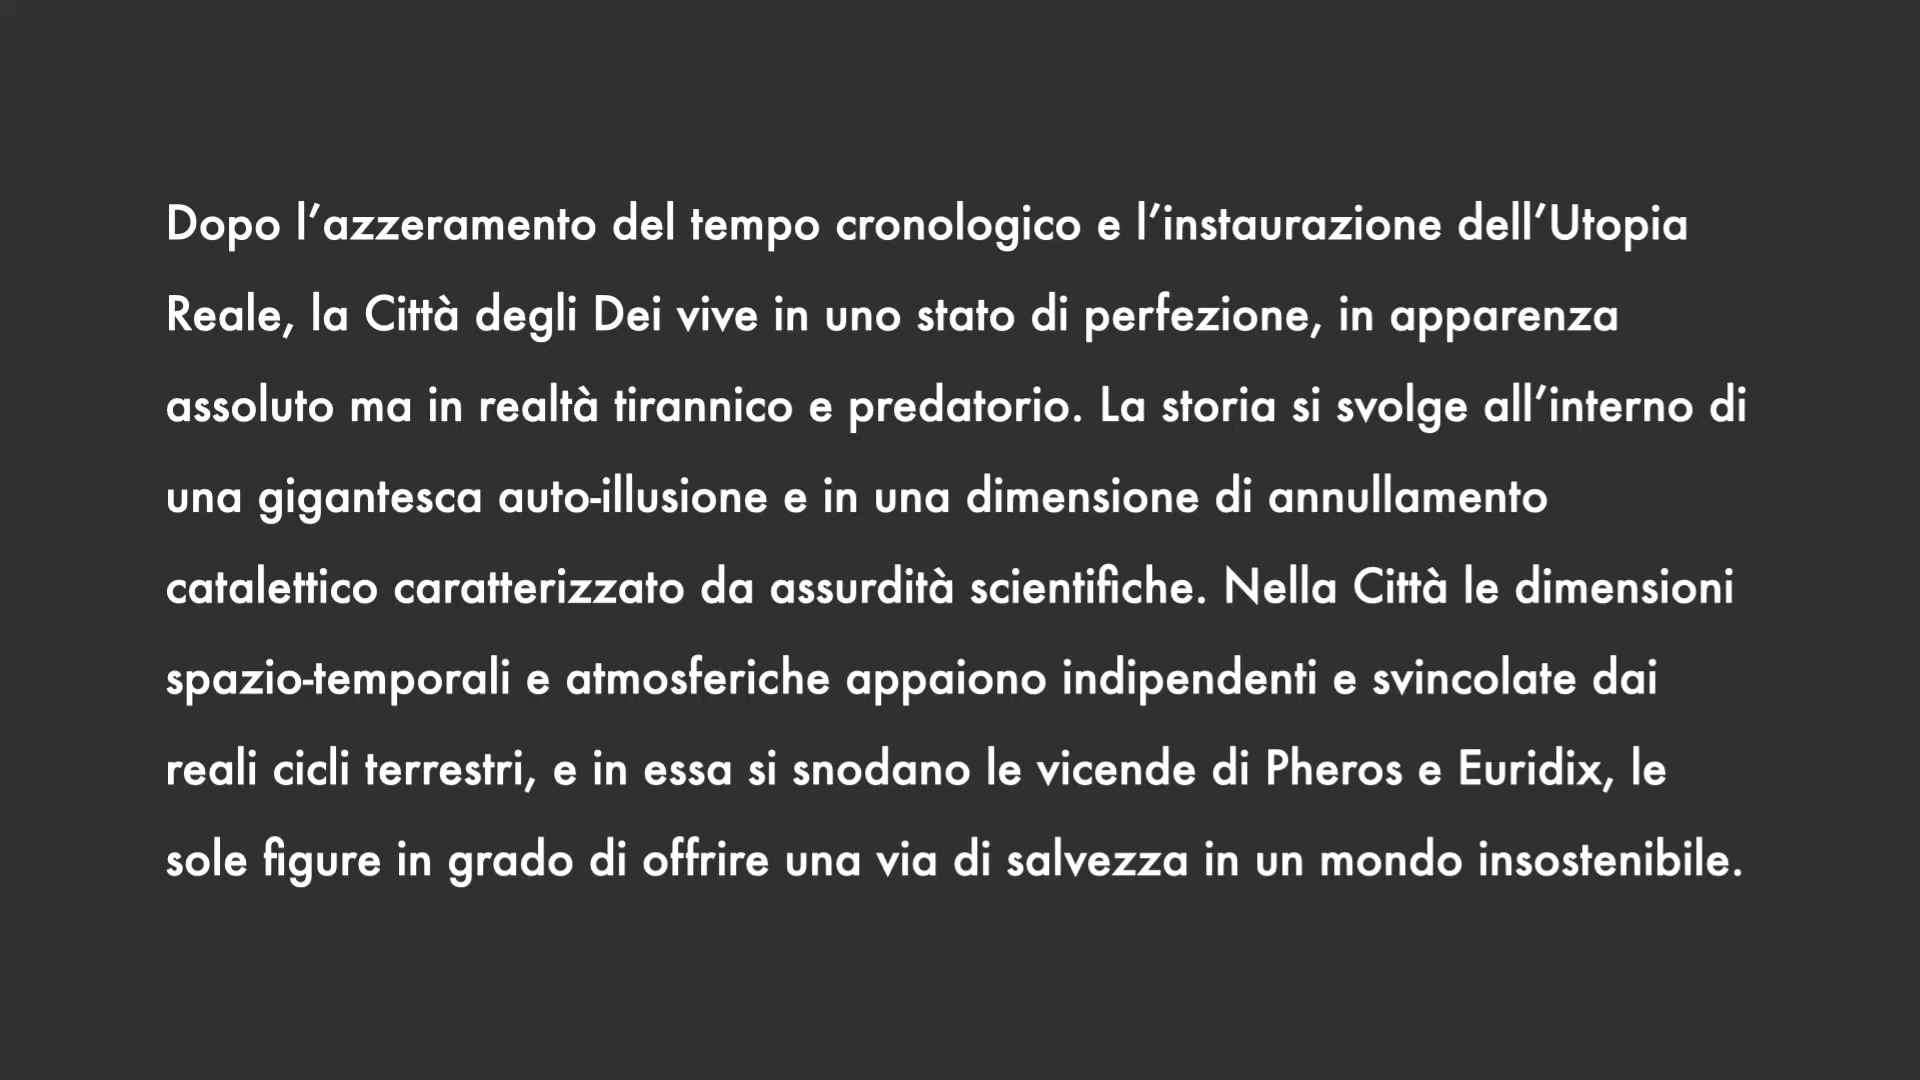 Dopo l’azzeramento del tempo cronologico e l’instaurazione dell’Utopia
Reale, la Città degli Dei vive in uno stato di perfezione, in apparenza
assoluto ma in realtà tirannico e predatorio. La storia si svolge all’interno di
una gigantesca auto-illusione e in una dimensione di annullamento
catalettico caratterizzato da assurdità scientifiche. Nella Città le dimensioni
spazio-temporali e atmosferiche appaiono indipendenti e svincolate dai
reali cicli terrestri, e in essa si snodano le vicende di Pheros e Euridix, le
sole figure in grado di offrire una via di salvezza in un mondo insostenibile.